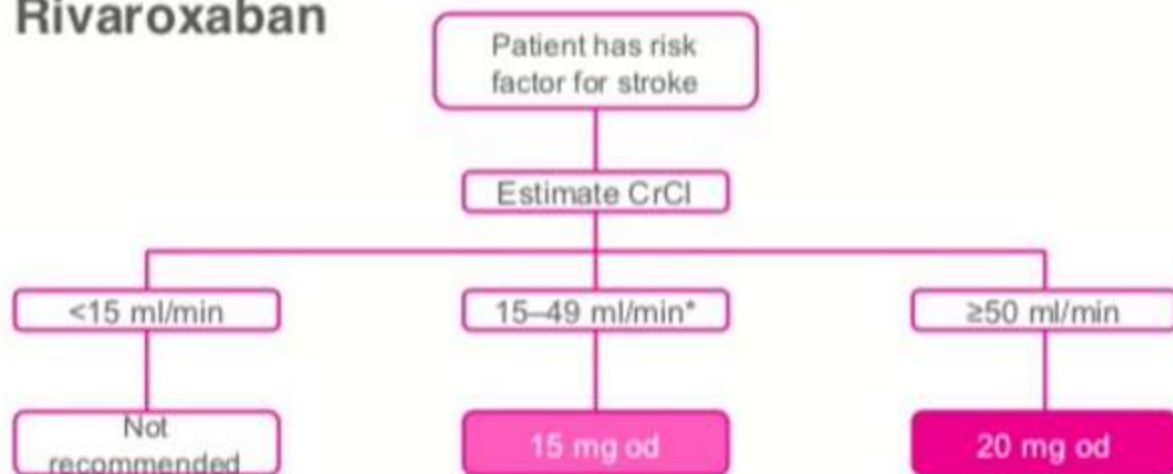 Rivaroxaban
Patient has risk
factor for stroke
Estimate CrCl
<15 ml/min
15–49 ml/min*
≥50 ml/min
Not
recommended
15 mg od
20 mg od